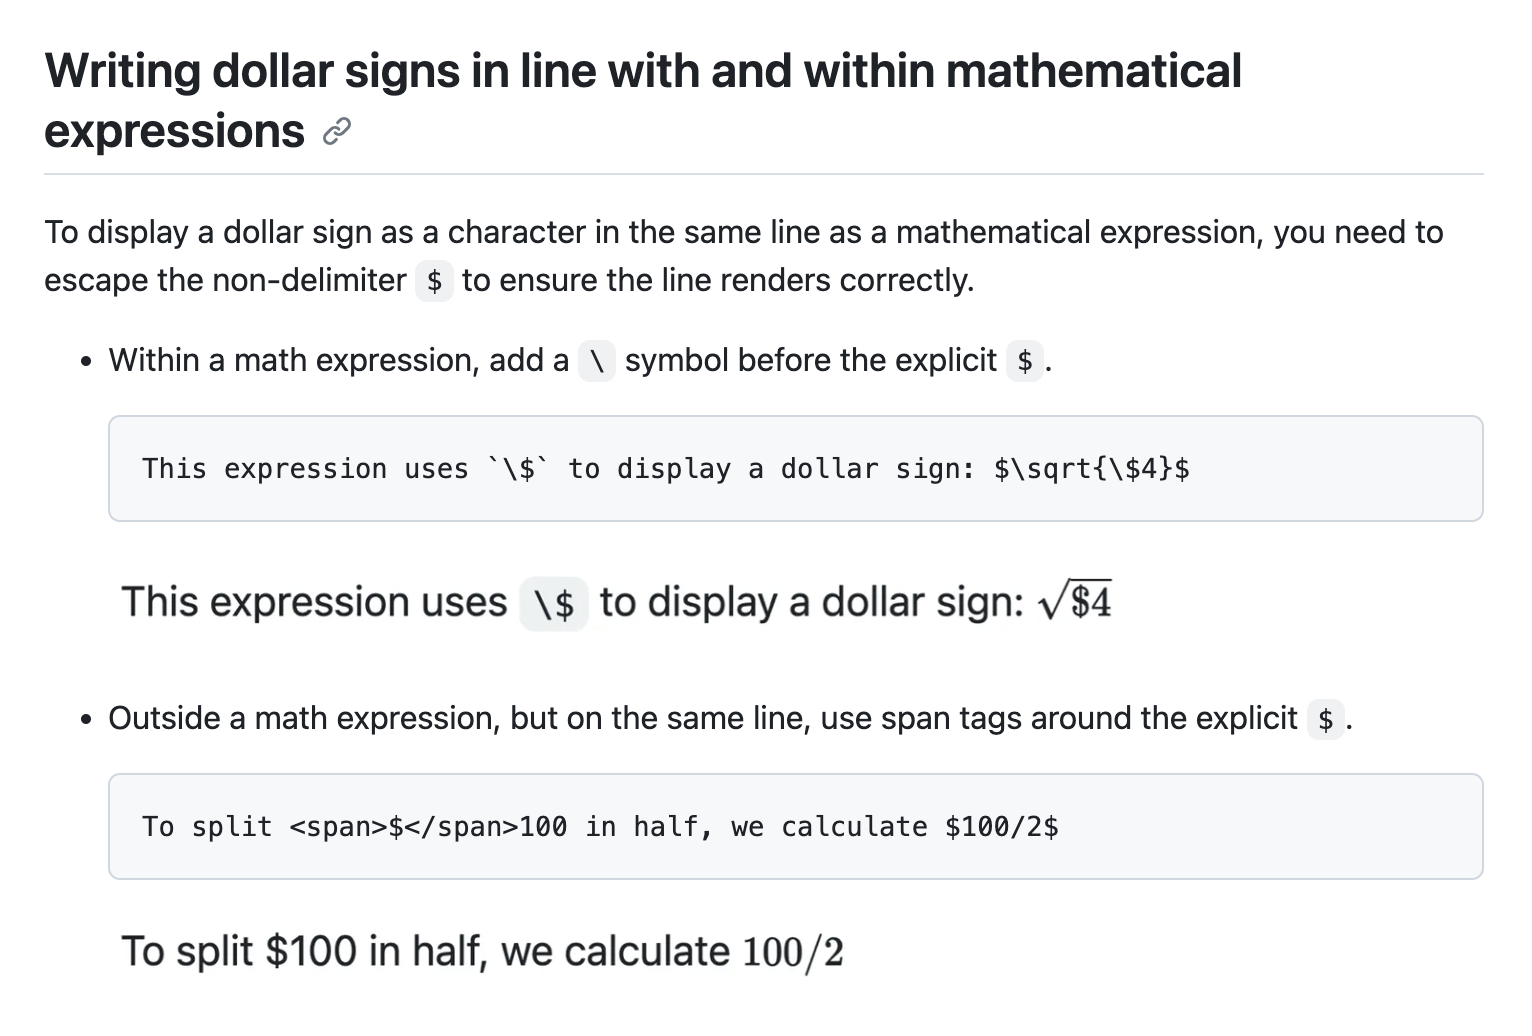 Writing dollar signs in line with and within mathematical
expressions
To display a dollar sign as a character in the same line as a mathematical expression, you need to
escape the non-delimiter $ to ensure the line renders correctly.
• Within a math expression, add a \ symbol before the explicit $.
This expression uses `\$` to display a dollar sign: $\sqrt{\$4}$
This expression uses \$ to display a dollar sign: √$4
• Outside a math expression, but on the same line, use span tags around the explicit $.
To split <span>$</span>100 in half, we calculate $100/2$
To split $100 in half, we calculate 100/2